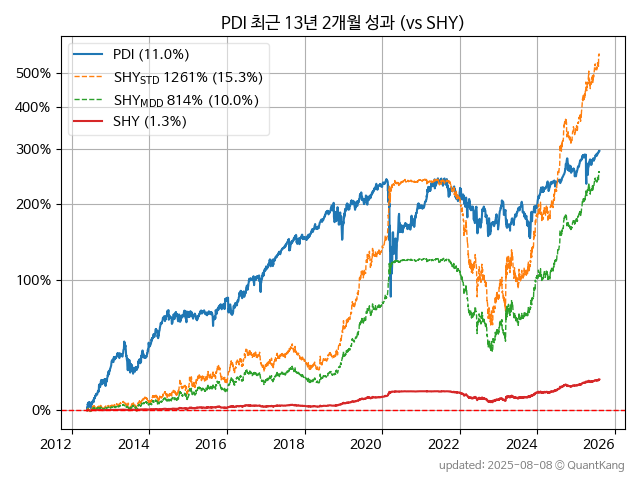 PDI 최근 13년 2개월 성과 (vs SHY)
PDI (11.0%)
SHY_STD 1261% (15.3%)
SHY_MDD 814% (10.0%)
SHY (1.3%)
500%
400%
300%
200%
100%
0%
2012 2014 2016 2018 2020 2022 2024 2026
updated: 2025-08-08 © QuantKang